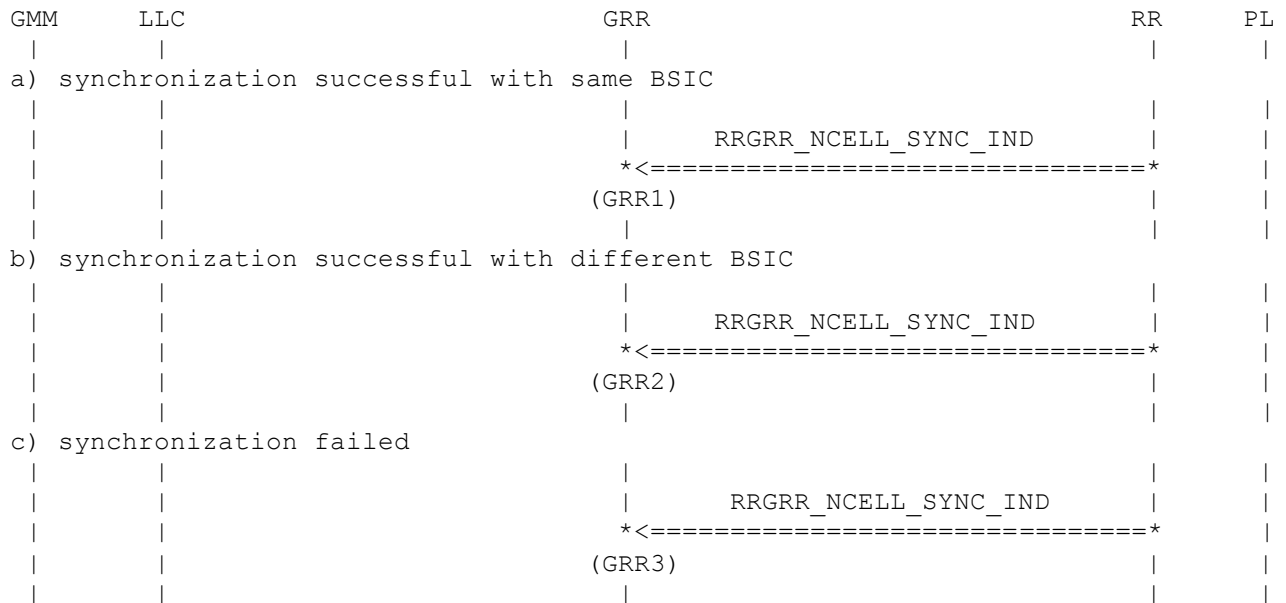 GMM LLC GRR RR PL
| | | | |
a) synchronization successful with same BSIC
| | | | |
| | | RRGRR_NCELL_SYNC_IND | |
| | *<===============================* |
| | (GRR1) | |
| | | | |
b) synchronization successful with different BSIC
| | | | |
| | | RRGRR_NCELL_SYNC_IND | |
| | *<===============================* |
| | (GRR2) | |
| | | | |
c) synchronization failed
| | | | |
| | | RRGRR_NCELL_SYNC_IND | |
| | *<===============================* |
| | (GRR3) | |
| | | | |